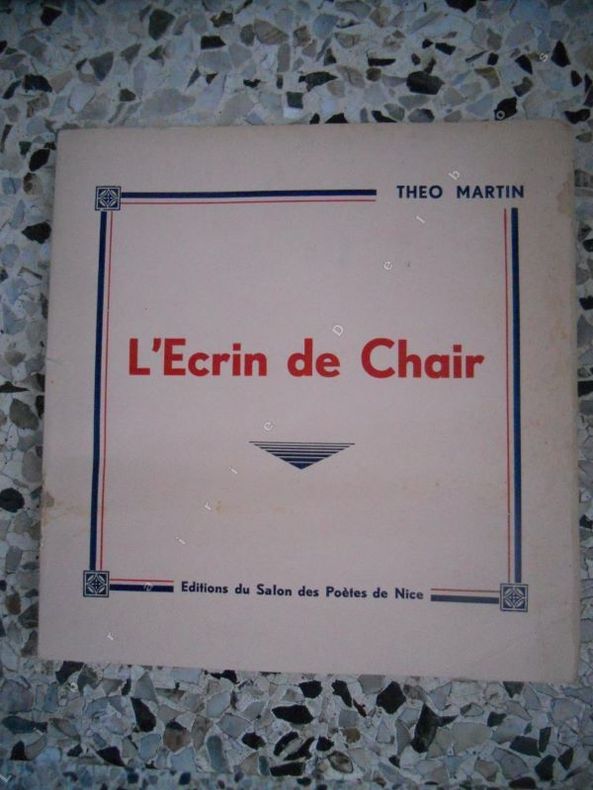 THEO MARTIN
L'Ecrin de Chair
Editions du Salon des Poètes de Nice